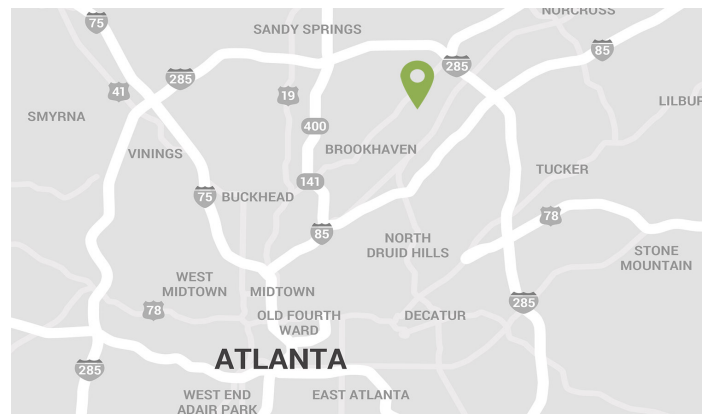 NORCROSS
75
SANDY SPRINGS
85
285
285
41
19
LILBUR
SMYRNA
400
BROOKHAVEN
VININGS
TUCKER
141
75
BUCKHEAD
78
85
NORTH
DRUID HILLS
STONE
MOUNTAIN
WEST
MIDTOWN
MIDTOWN
285
78
OLD FOURTH
WARD
DECATUR
ATLANTA
285
WEST END
ADAIR PARK
EAST ATLANTA